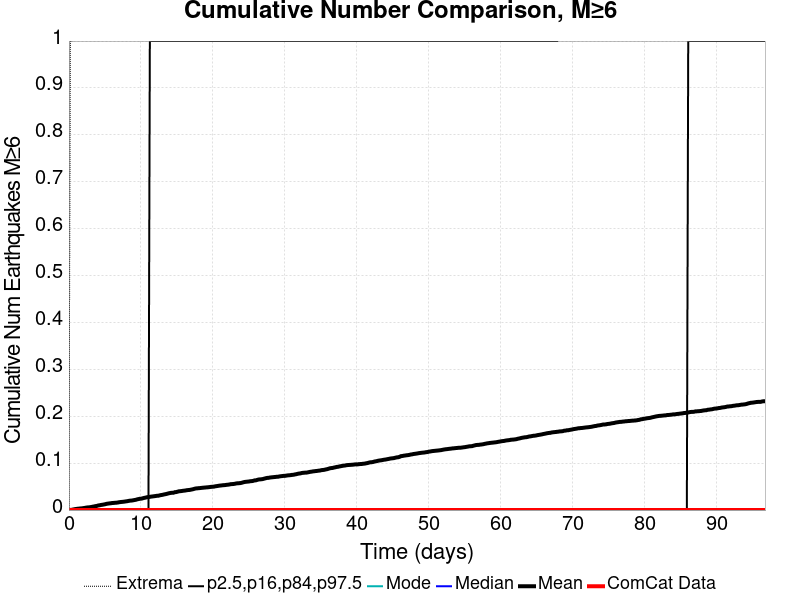 Cumulative Number Comparison, M≥6
Cumulative Num Earthquakes M≥6
1
0.9
0.8
0.7
0.6
0.5
0.4
0.3
0.2
0.1
0
0 10 20 30 40 50 60 70 80 90
Time (days)
Extrema p2.5,p16,p84,p97.5 Mode Median Mean ComCat Data